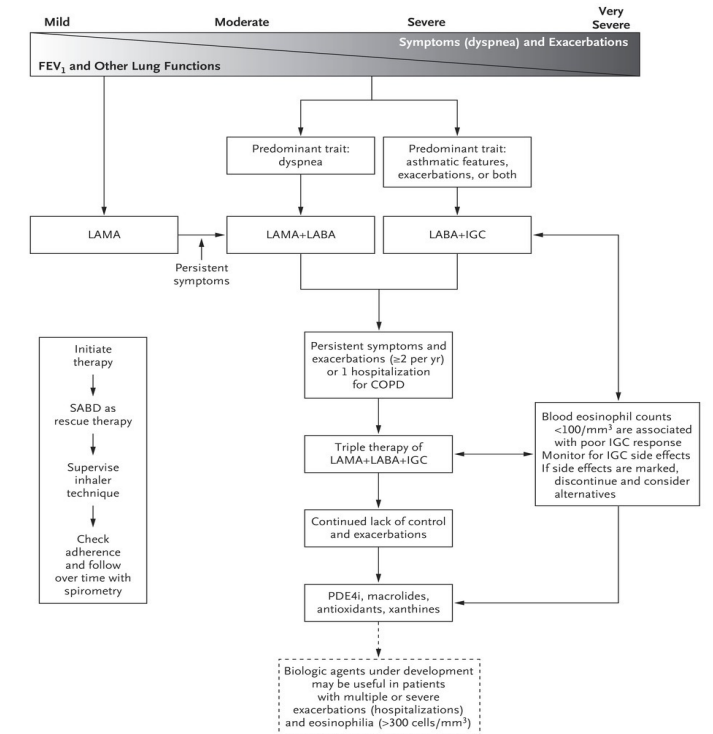 Mild
Moderate
Severe
Very
Severe
Symptoms (dyspnea) and Exacerbations
FEV₁ and Other Lung Functions
Predominant trait:
dyspnea
Predominant trait:
asthmatic features,
exacerbations, or both
LAMA
LAMA+LABA
LABA+IGC
Persistent
symptoms
Persistent symptoms and
exacerbations (≥2 per yr)
or 1 hospitalization
for COPD
Initiate
therapy
SABD as
rescue therapy
Supervise
inhaler
technique
Check
adherence
and follow
over time with
spirometry
Triple therapy of
LAMA+LABA+IGC
Blood eosinophil counts
<100/mm³ are associated
with poor IGC response
Monitor for IGC side effects
If side effects are marked,
discontinue and consider
alternatives
Continued lack of control
and exacerbations
PDE4i, macrolides,
antioxidants, xanthines
Biologic agents under development
may be useful in patients
with multiple or severe
exacerbations (hospitalizations)
and eosinophilia (>300 cells/mm³)